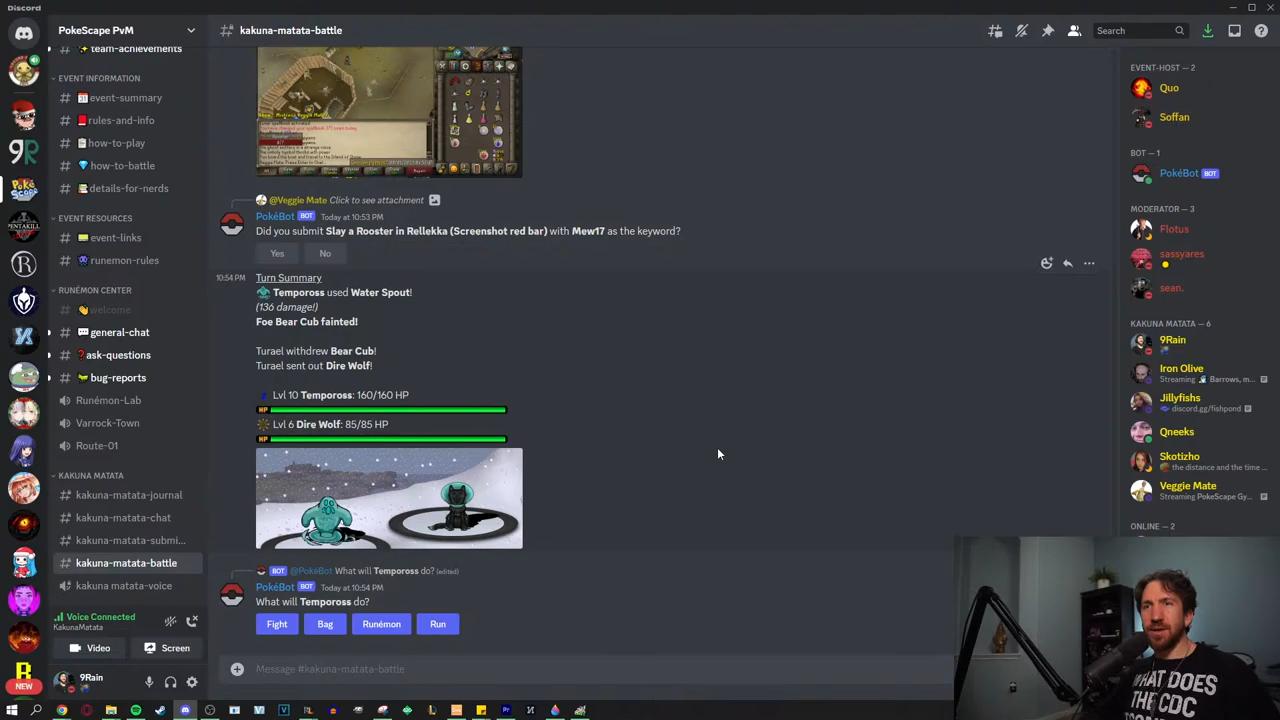 Discord
PokeScape PvM
kakuna-matata-battle
Search
team-achievements
EVENT INFORMATION
event-summary
rules-and-info
how-to-play
how-to-battle
details-for-nerds
EVENT RESOURCES
event-links
runemon-rules
RUNÉMON CENTER
welcome
general-chat
ask-questions
bug-reports
Runémon-Lab
Varrock-Town
Route-01
KAKUNA MATATA
kakuna-matata-journal
kakuna-matata-chat
kakuna-matata-submi...
kakuna-matata-battle
kakuna matata-voice
Voice Connected
KakunaMatata
Video
Screen
9Rain
NEW
@Veggie Mate Click to see attachment
PokéBot BOT Today at 10:53 PM
Did you submit Slay a Rooster in Rellekka (Screenshot red bar) with Mew17 as the keyword?
Yes No
10:54 PM Turn Summary
Tempoross used Water Spout!
(136 damage!)
Foe Bear Cub fainted!
Turael withdrew Bear Cub!
Turael sent out Dire Wolf!
Lvl 10 Tempoross: 160/160 HP
HP
Lvl 6 Dire Wolf: 85/85 HP
HP
BOT @PokéBot What will Tempoross do? (edited)
PokéBot BOT Today at 10:54 PM
What will Tempoross do?
Fight Bag Runémon Run
Message #kakuna-matata-battle
EVENT-HOST — 2
Quo
Soffan
BOT — 1
PokéBot BOT
MODERATOR — 3
Flotus
sassyares
sean.
KAKUNA MATATA — 6
9Rain
Iron Olive
Streaming Barrows, m...
Jillyfishs
discord.gg/fishpond
Qneeks
Skotizho
the distance and the time ...
Veggie Mate
Streaming PokeScape Gy...
ONLINE — 2
WHAT DOES
THE CDC